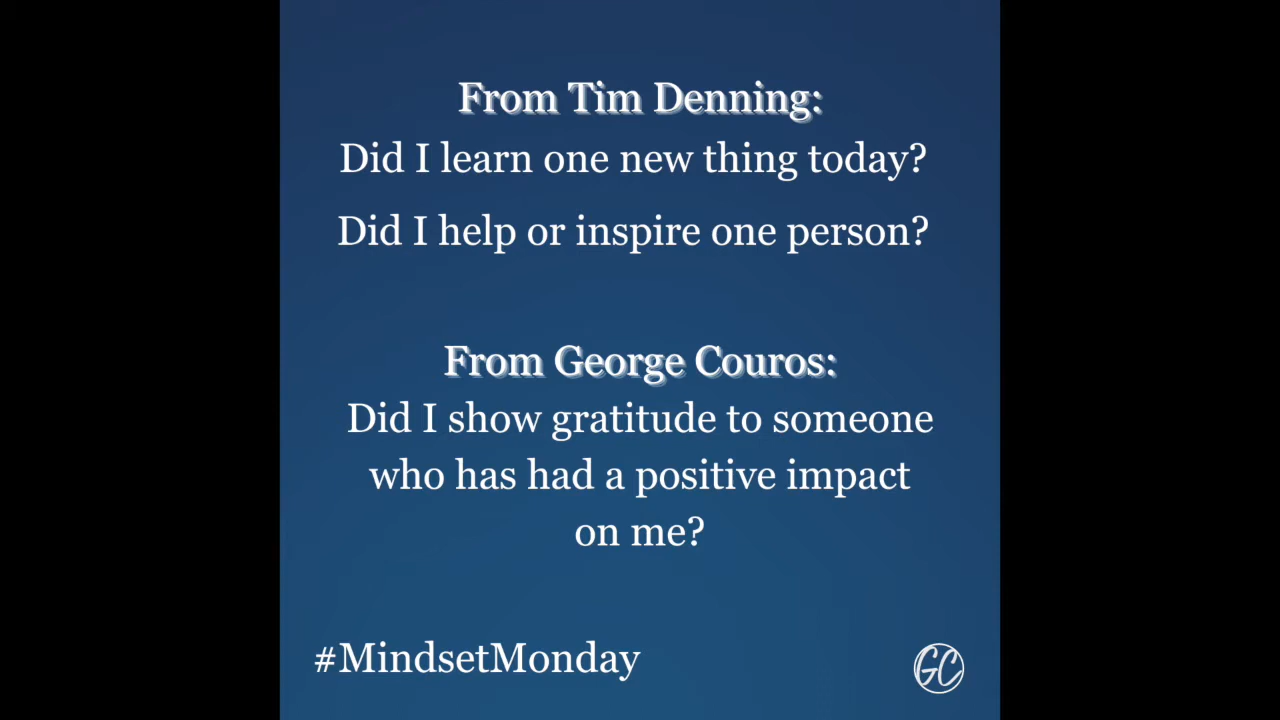 From Tim Denning:
Did I learn one new thing today?
Did I help or inspire one person?
From George Couros:
Did I show gratitude to someone
who has had a positive impact
on me?
#MindsetMonday
GC